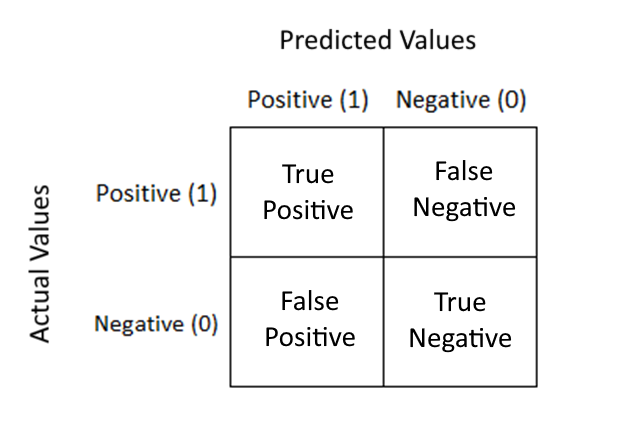 Predicted Values
Positive (1) Negative (0)
Actual Values
Positive (1)
True
Positive
False
Negative
Negative (0)
False
Positive
True
Negative